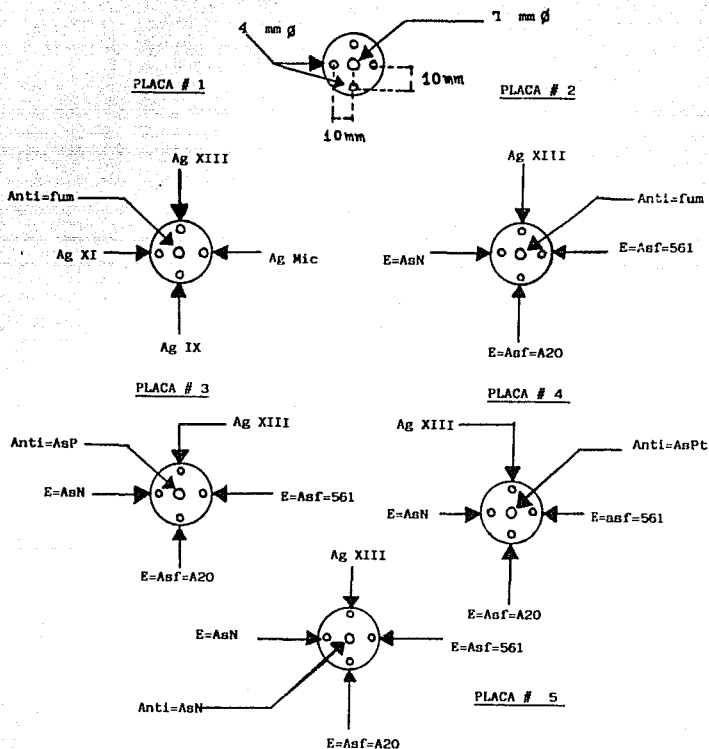 4 mm Ø
7 mm Ø
PLACA # 1
10mm
10mm
PLACA # 2
Ag XIII
Anti=fum
Ag XI
Ag Mic
Ag IX
Ag XIII
Anti=fum
E=AsN
E=Asf=561
E=Asf=A20
PLACA # 3
Ag XIII
Anti=AsP
E=AsN
E=Asf=561
E=Asf=A20
PLACA # 4
Ag XIII
Anti=AsPt
E=AsN
E=asf=561
E=Asf=A20
Ag XIII
E=AsN
E=Asf=561
Anti=AsN
E=Asf=A20
PLACA # 5